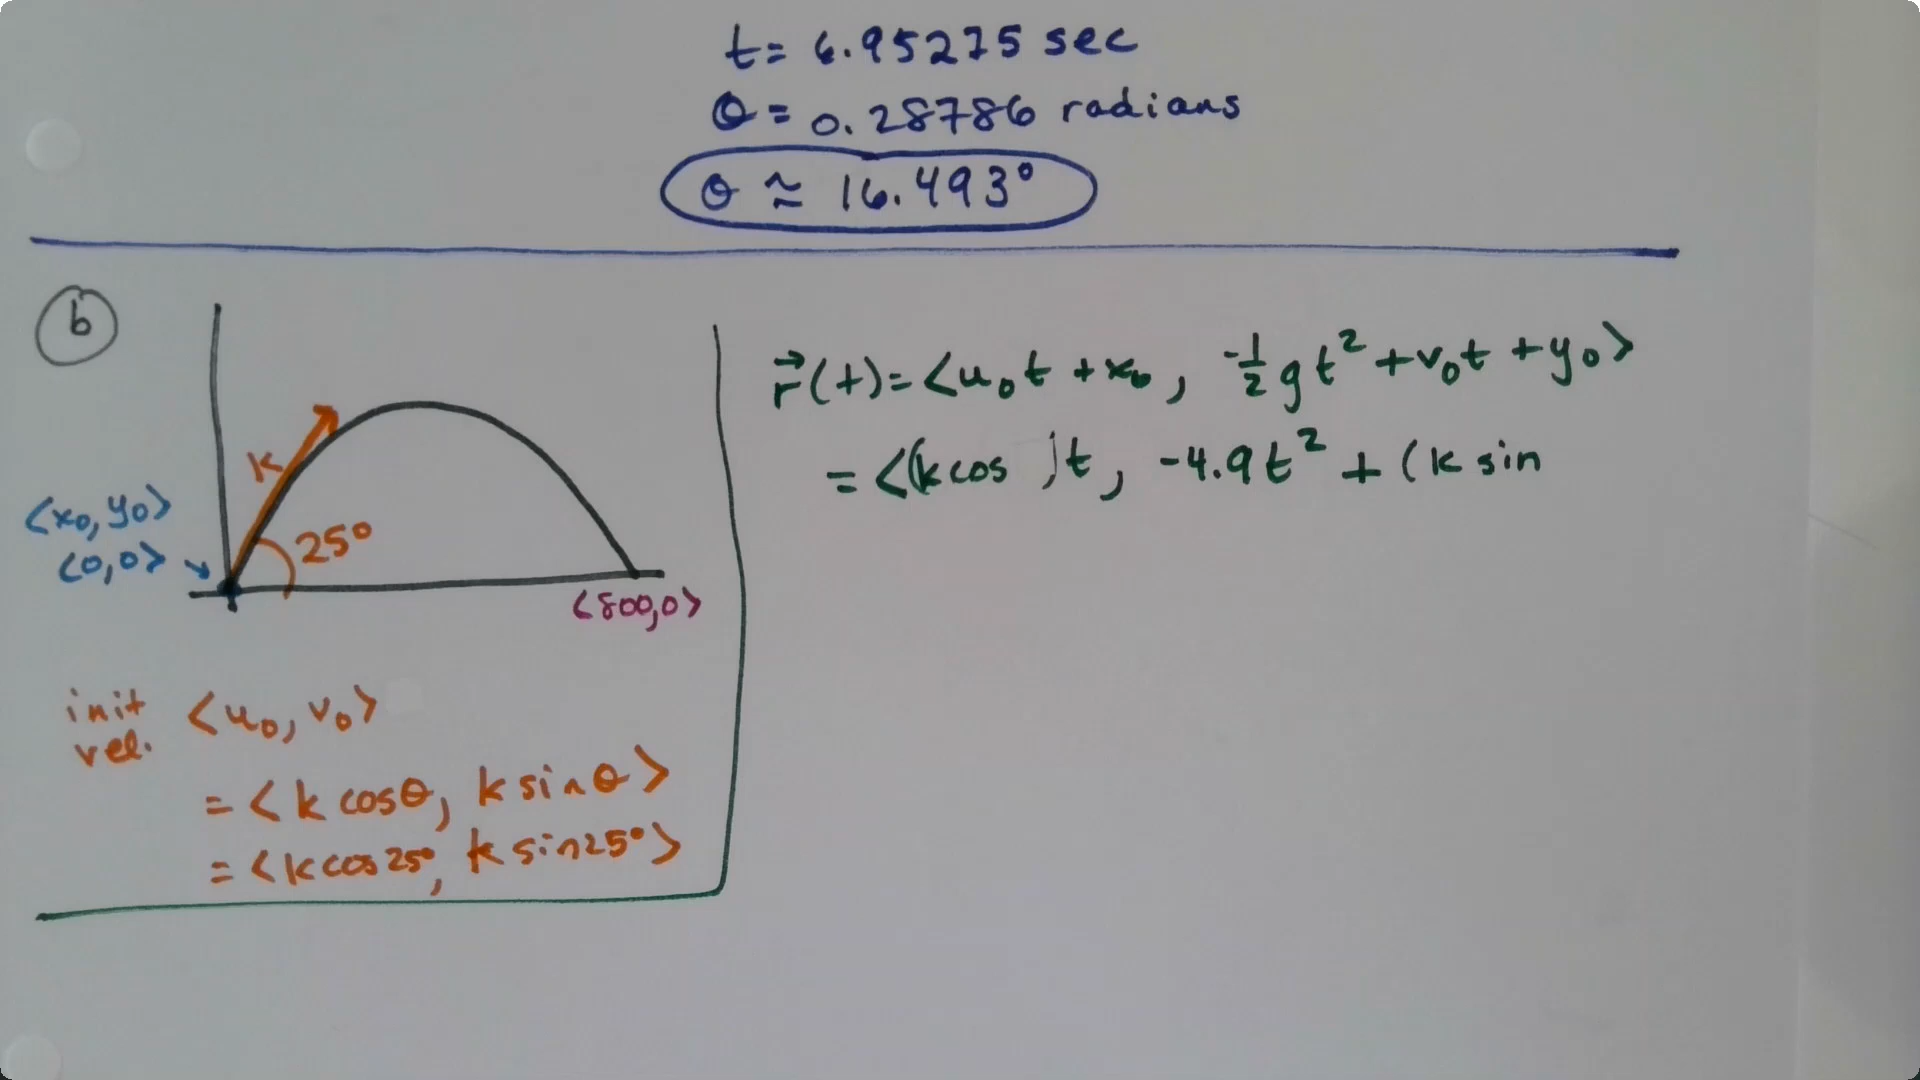 t = 6.95275 sec
θ = 0.28786 radians
θ ≈ 16.493°
b
k
25°
<x₀, y₀>
<0,0>
<800,0>
init vel. <u₀, v₀>
= <k cosθ, k sinθ>
= <k cos 25°, k sin 25°>
r⃗(t) = <u₀t + x₀, -½gt² + v₀t + y₀>
= <(k cos )t, -4.9t² + (k sin